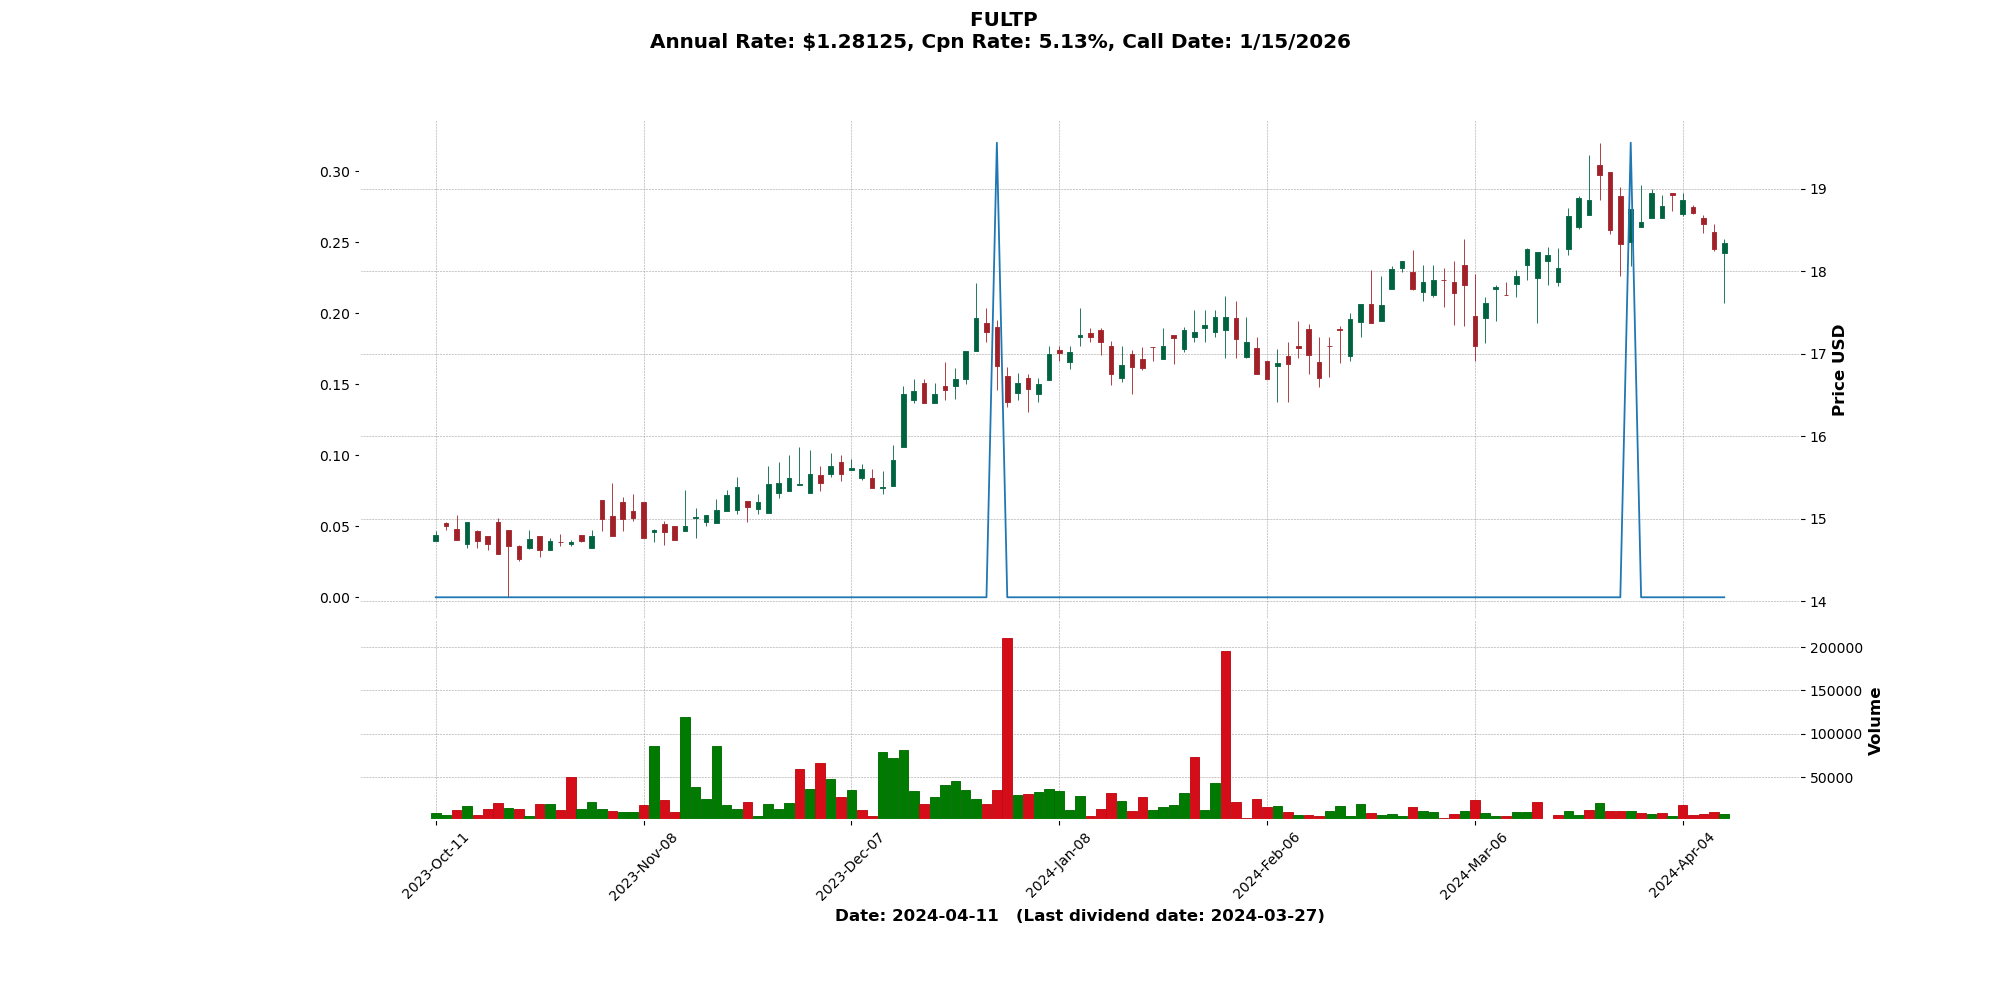 FULTP
Annual Rate: $1.28125, Cpn Rate: 5.13%, Call Date: 1/15/2026
0.30
0.25
0.20
0.15
0.10
0.05
0.00
19
18
17
16
15
14
Price USD
200000
150000
100000
50000
Volume
2023-Oct-11
2023-Nov-08
2023-Dec-07
2024-Jan-08
2024-Feb-06
2024-Mar-06
2024-Apr-04
Date: 2024-04-11 (Last dividend date: 2024-03-27)